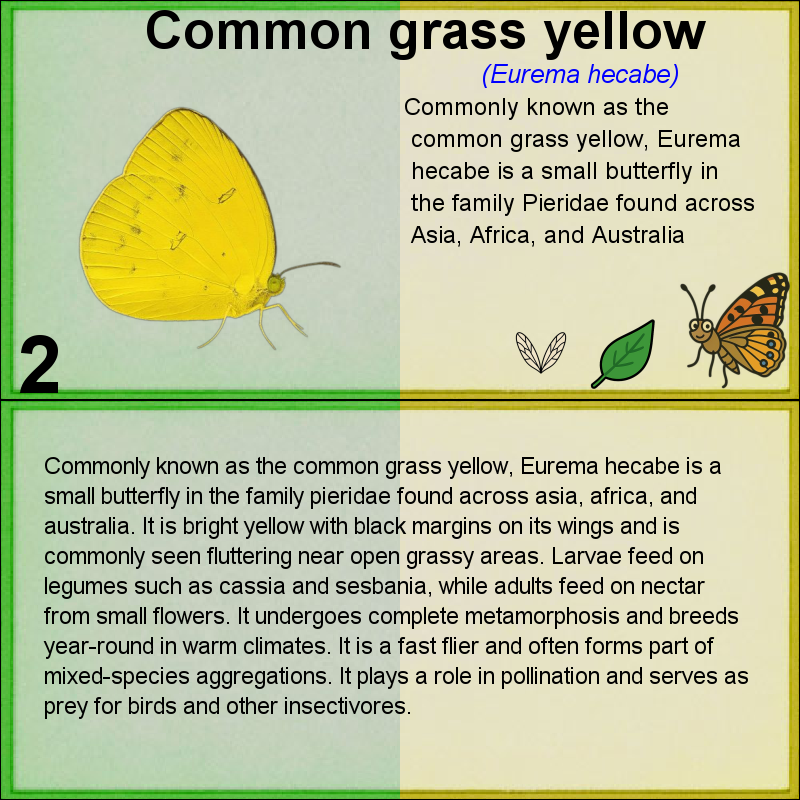 Common grass yellow
(Eurema hecabe)
Commonly known as the
common grass yellow, Eurema
hecabe is a small butterfly in
the family Pieridae found across
Asia, Africa, and Australia
2
Commonly known as the common grass yellow, Eurema hecabe is a
small butterfly in the family pieridae found across asia, africa, and
australia. It is bright yellow with black margins on its wings and is
commonly seen fluttering near open grassy areas. Larvae feed on
legumes such as cassia and sesbania, while adults feed on nectar
from small flowers. It undergoes complete metamorphosis and breeds
year-round in warm climates. It is a fast flier and often forms part of
mixed-species aggregations. It plays a role in pollination and serves as
prey for birds and other insectivores.